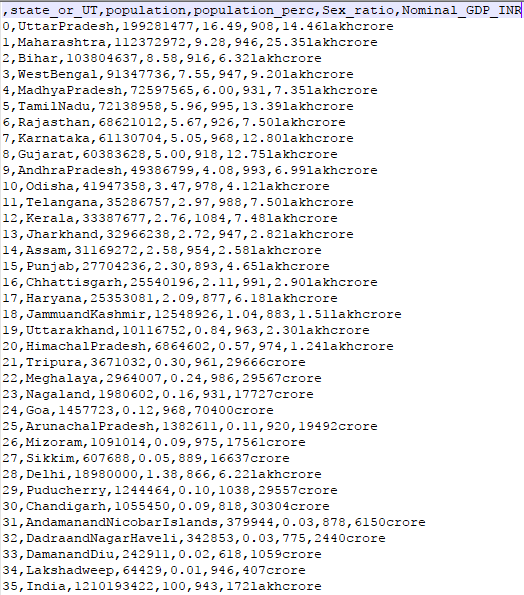 ,state_or_UT,population,population_perc,Sex_ratio,Nominal_GDP_INR
0,UttarPradesh,199281477,16.49,908,14.46lakhcrore
1,Maharashtra,112372972,9.28,946,25.35lakhcrore
2,Bihar,103804637,8.58,916,6.32lakhcrore
3,WestBengal,91347736,7.55,947,9.20lakhcrore
4,MadhyaPradesh,72597565,6.00,931,7.35lakhcrore
5,TamilNadu,72138958,5.96,995,13.39lakhcrore
6,Rajasthan,68621012,5.67,926,7.50lakhcrore
7,Karnataka,61130704,5.05,968,12.80lakhcrore
8,Gujarat,60383628,5.00,918,12.75lakhcrore
9,AndhraPradesh,49386799,4.08,993,6.99lakhcrore
10,Odisha,41947358,3.47,978,4.12lakhcrore
11,Telangana,35286757,2.97,988,7.50lakhcrore
12,Kerala,33387677,2.76,1084,7.48lakhcrore
13,Jharkhand,32966238,2.72,947,2.82lakhcrore
14,Assam,31169272,2.58,954,2.58lakhcrore
15,Punjab,27704236,2.30,893,4.65lakhcrore
16,Chhattisgarh,25540196,2.11,991,2.90lakhcrore
17,Haryana,25353081,2.09,877,6.18lakhcrore
18,JammuandKashmir,12548926,1.04,883,1.51lakhcrore
19,Uttarakhand,10116752,0.84,963,2.30lakhcrore
20,HimachalPradesh,6864602,0.57,974,1.24lakhcrore
21,Tripura,3671032,0.30,961,29666crore
22,Meghalaya,2964007,0.24,986,29567crore
23,Nagaland,1980602,0.16,931,17727crore
24,Goa,1457723,0.12,968,70400crore
25,ArunachalPradesh,1382611,0.11,920,19492crore
26,Mizoram,1091014,0.09,975,17561crore
27,Sikkim,607688,0.05,889,16637crore
28,Delhi,18980000,1.38,866,6.22lakhcrore
29,Puducherry,1244464,0.10,1038,29557crore
30,Chandigarh,1055450,0.09,818,30304crore
31,AndamanandNicobarIslands,379944,0.03,878,6150crore
32,DadraandNagarHaveli,342853,0.03,775,2440crore
33,DamanandDiu,242911,0.02,618,1059crore
34,Lakshadweep,64429,0.01,946,407crore
35,India,1210193422,100,943,172lakhcrore